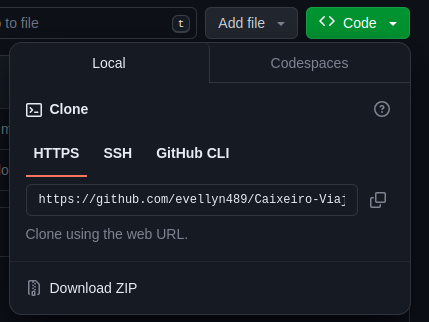 to file
t
Add file
Code
Local
Codespaces
Clone
HTTPS
SSH
GitHub CLI
https://github.com/evellyn489/Caixeiro-Viaj
Clone using the web URL.
Download ZIP